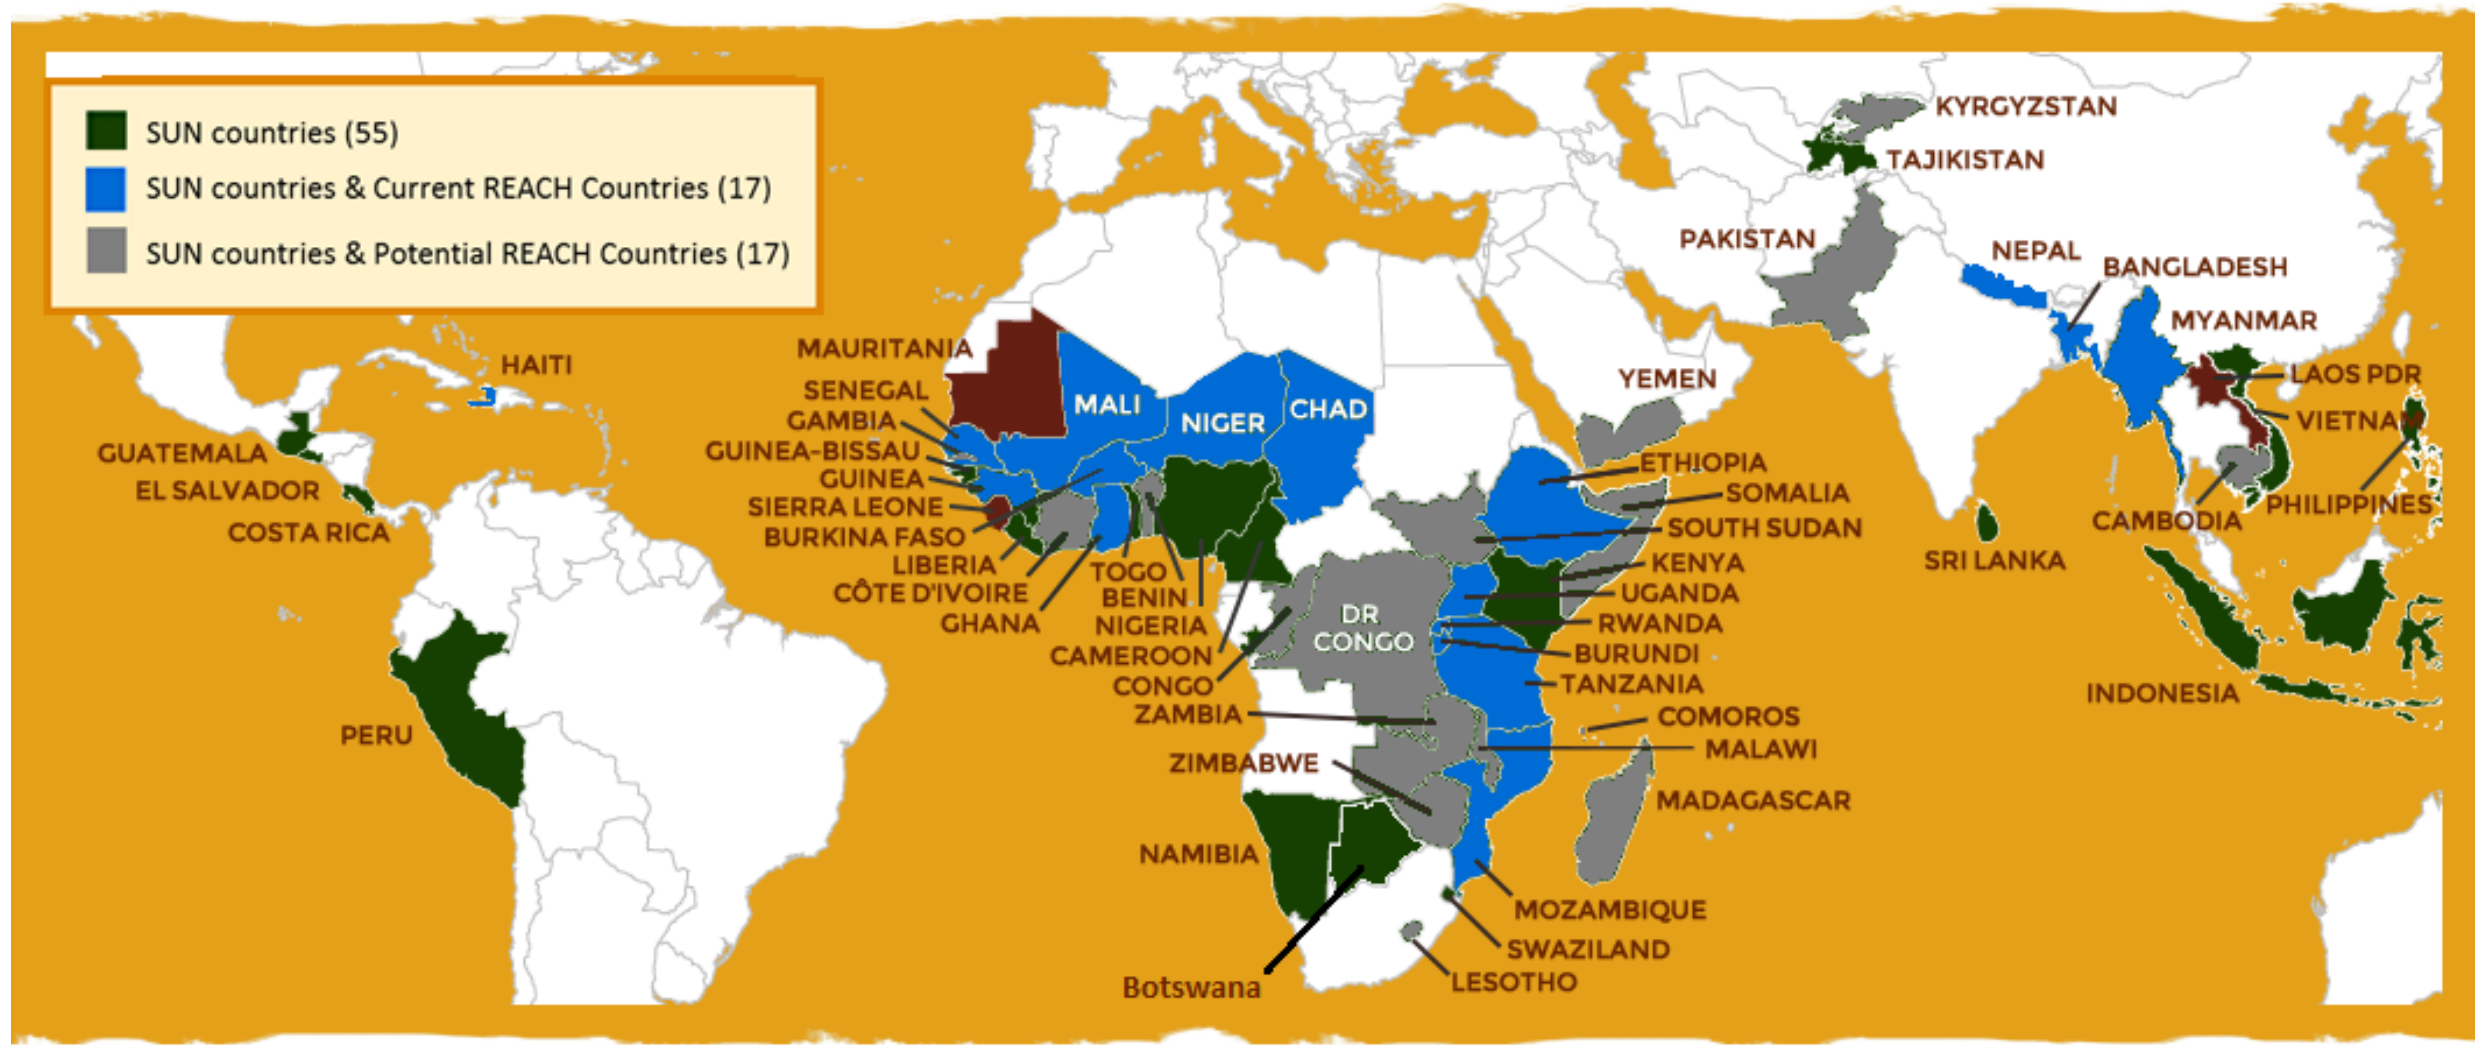 SUN countries (55)
SUN countries & Current REACH Countries (17)
SUN countries & Potential REACH Countries (17)
HAITI
GUATEMALA
EL SALVADOR
COSTA RICA
PERU
MAURITANIA
SENEGAL
GAMBIA
GUINEA-BISSAU
GUINEA
SIERRA LEONE
BURKINA FASO
LIBERIA
CÔTE D'IVOIRE
GHANA
TOGO
BENIN
NIGERIA
CAMEROON
CONGO
ZAMBIA
ZIMBABWE
NAMIBIA
Botswana
MALI
NIGER
CHAD
DR
CONGO
KYRGYZSTAN
TAJIKISTAN
PAKISTAN
NEPAL
BANGLADESH
MYANMAR
LAOS PDR
VIETNAM
PHILIPPINES
CAMBODIA
SRI LANKA
INDONESIA
YEMEN
ETHIOPIA
SOMALIA
SOUTH SUDAN
KENYA
UGANDA
RWANDA
BURUNDI
TANZANIA
COMOROS
MALAWI
MADAGASCAR
MOZAMBIQUE
SWAZILAND
LESOTHO